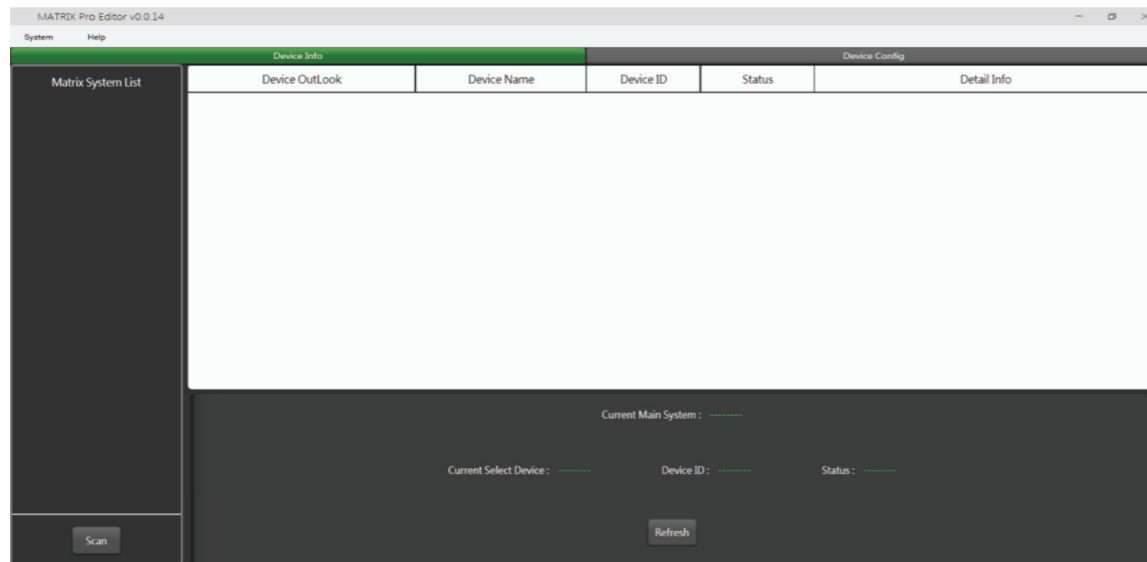 MATRIX Pro Editor v0.0.14
System Help
Device Info Device Config
Matrix System List
Device OutLook Device Name Device ID Status Detail Info
Current Main System : --------
Current Select Device : -------- Device ID : -------- Status : --------
Scan
Refresh